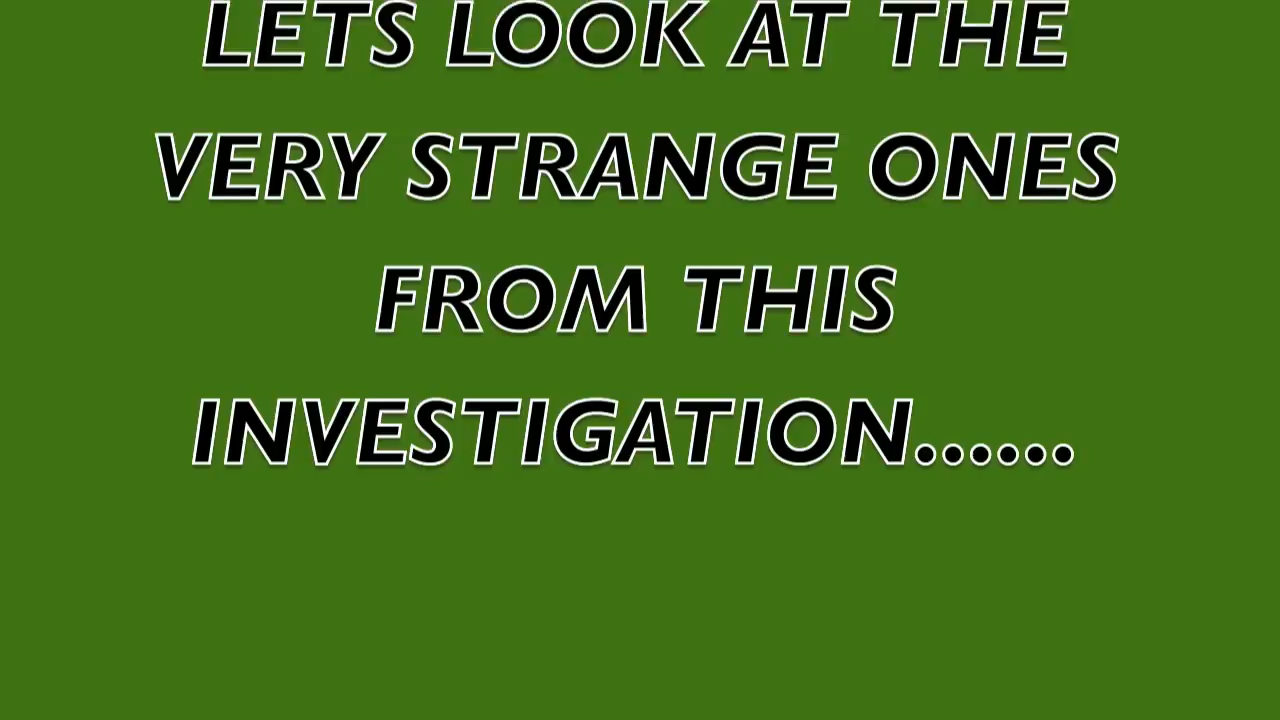 LETS LOOK AT THE
VERY STRANGE ONES
FROM THIS
INVESTIGATION......